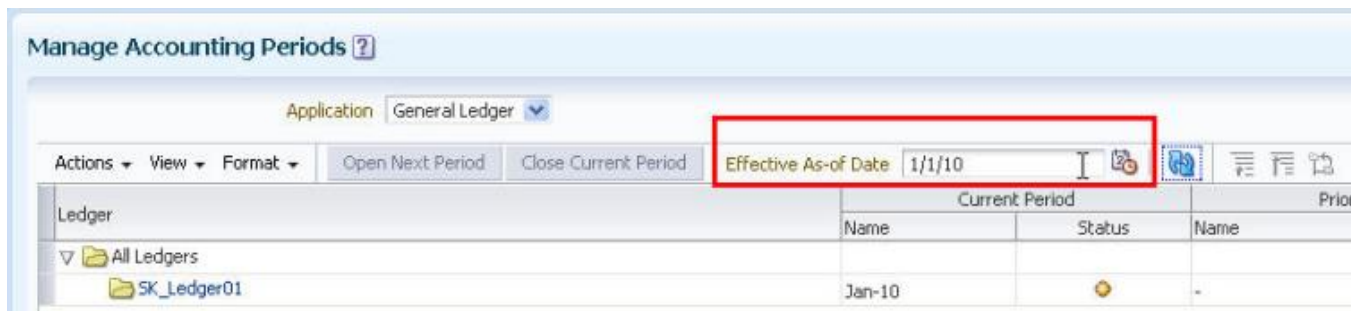 Manage Accounting Periods ?
Application General Ledger
Actions View Format Open Next Period Close Current Period Effective As-of Date 1/1/10
Ledger Current Period Prio
Name Status Name
All Ledgers
SK_Ledger01 Jan-10 -